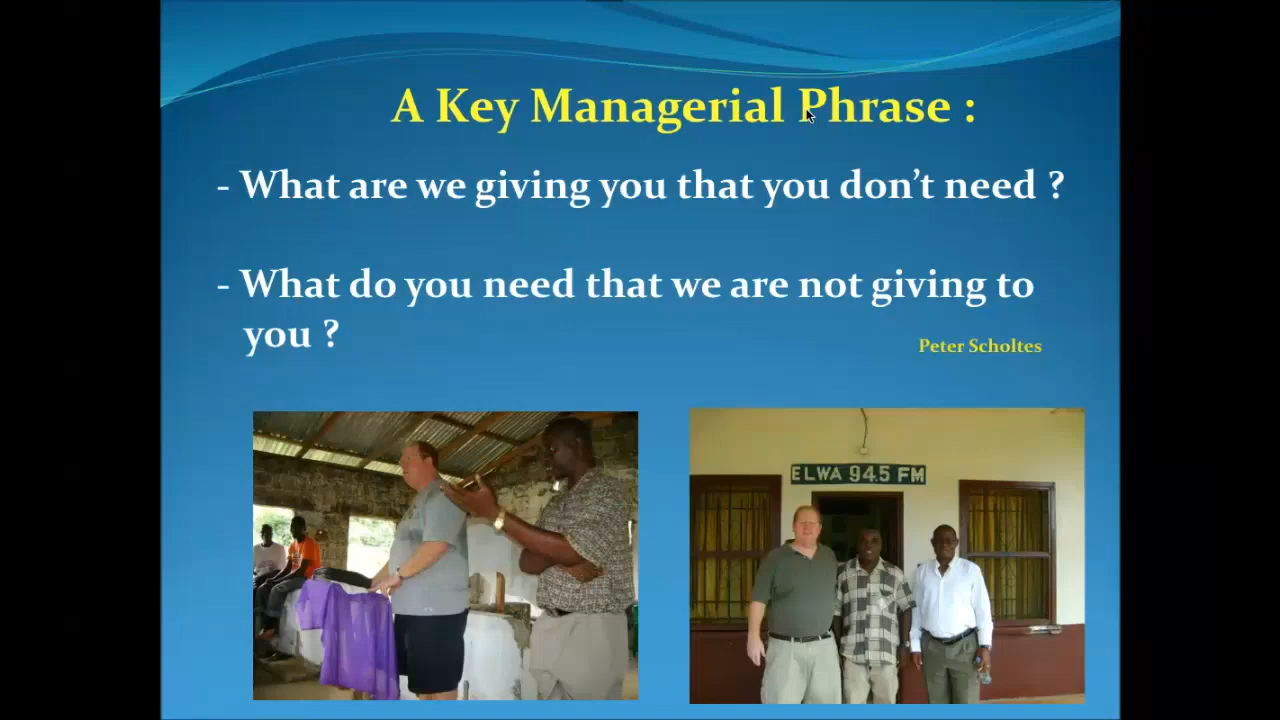 A Key Managerial Phrase :
- What are we giving you that you don't need ?
- What do you need that we are not giving to
you ?
Peter Scholtes
ELWA 94.5 FM